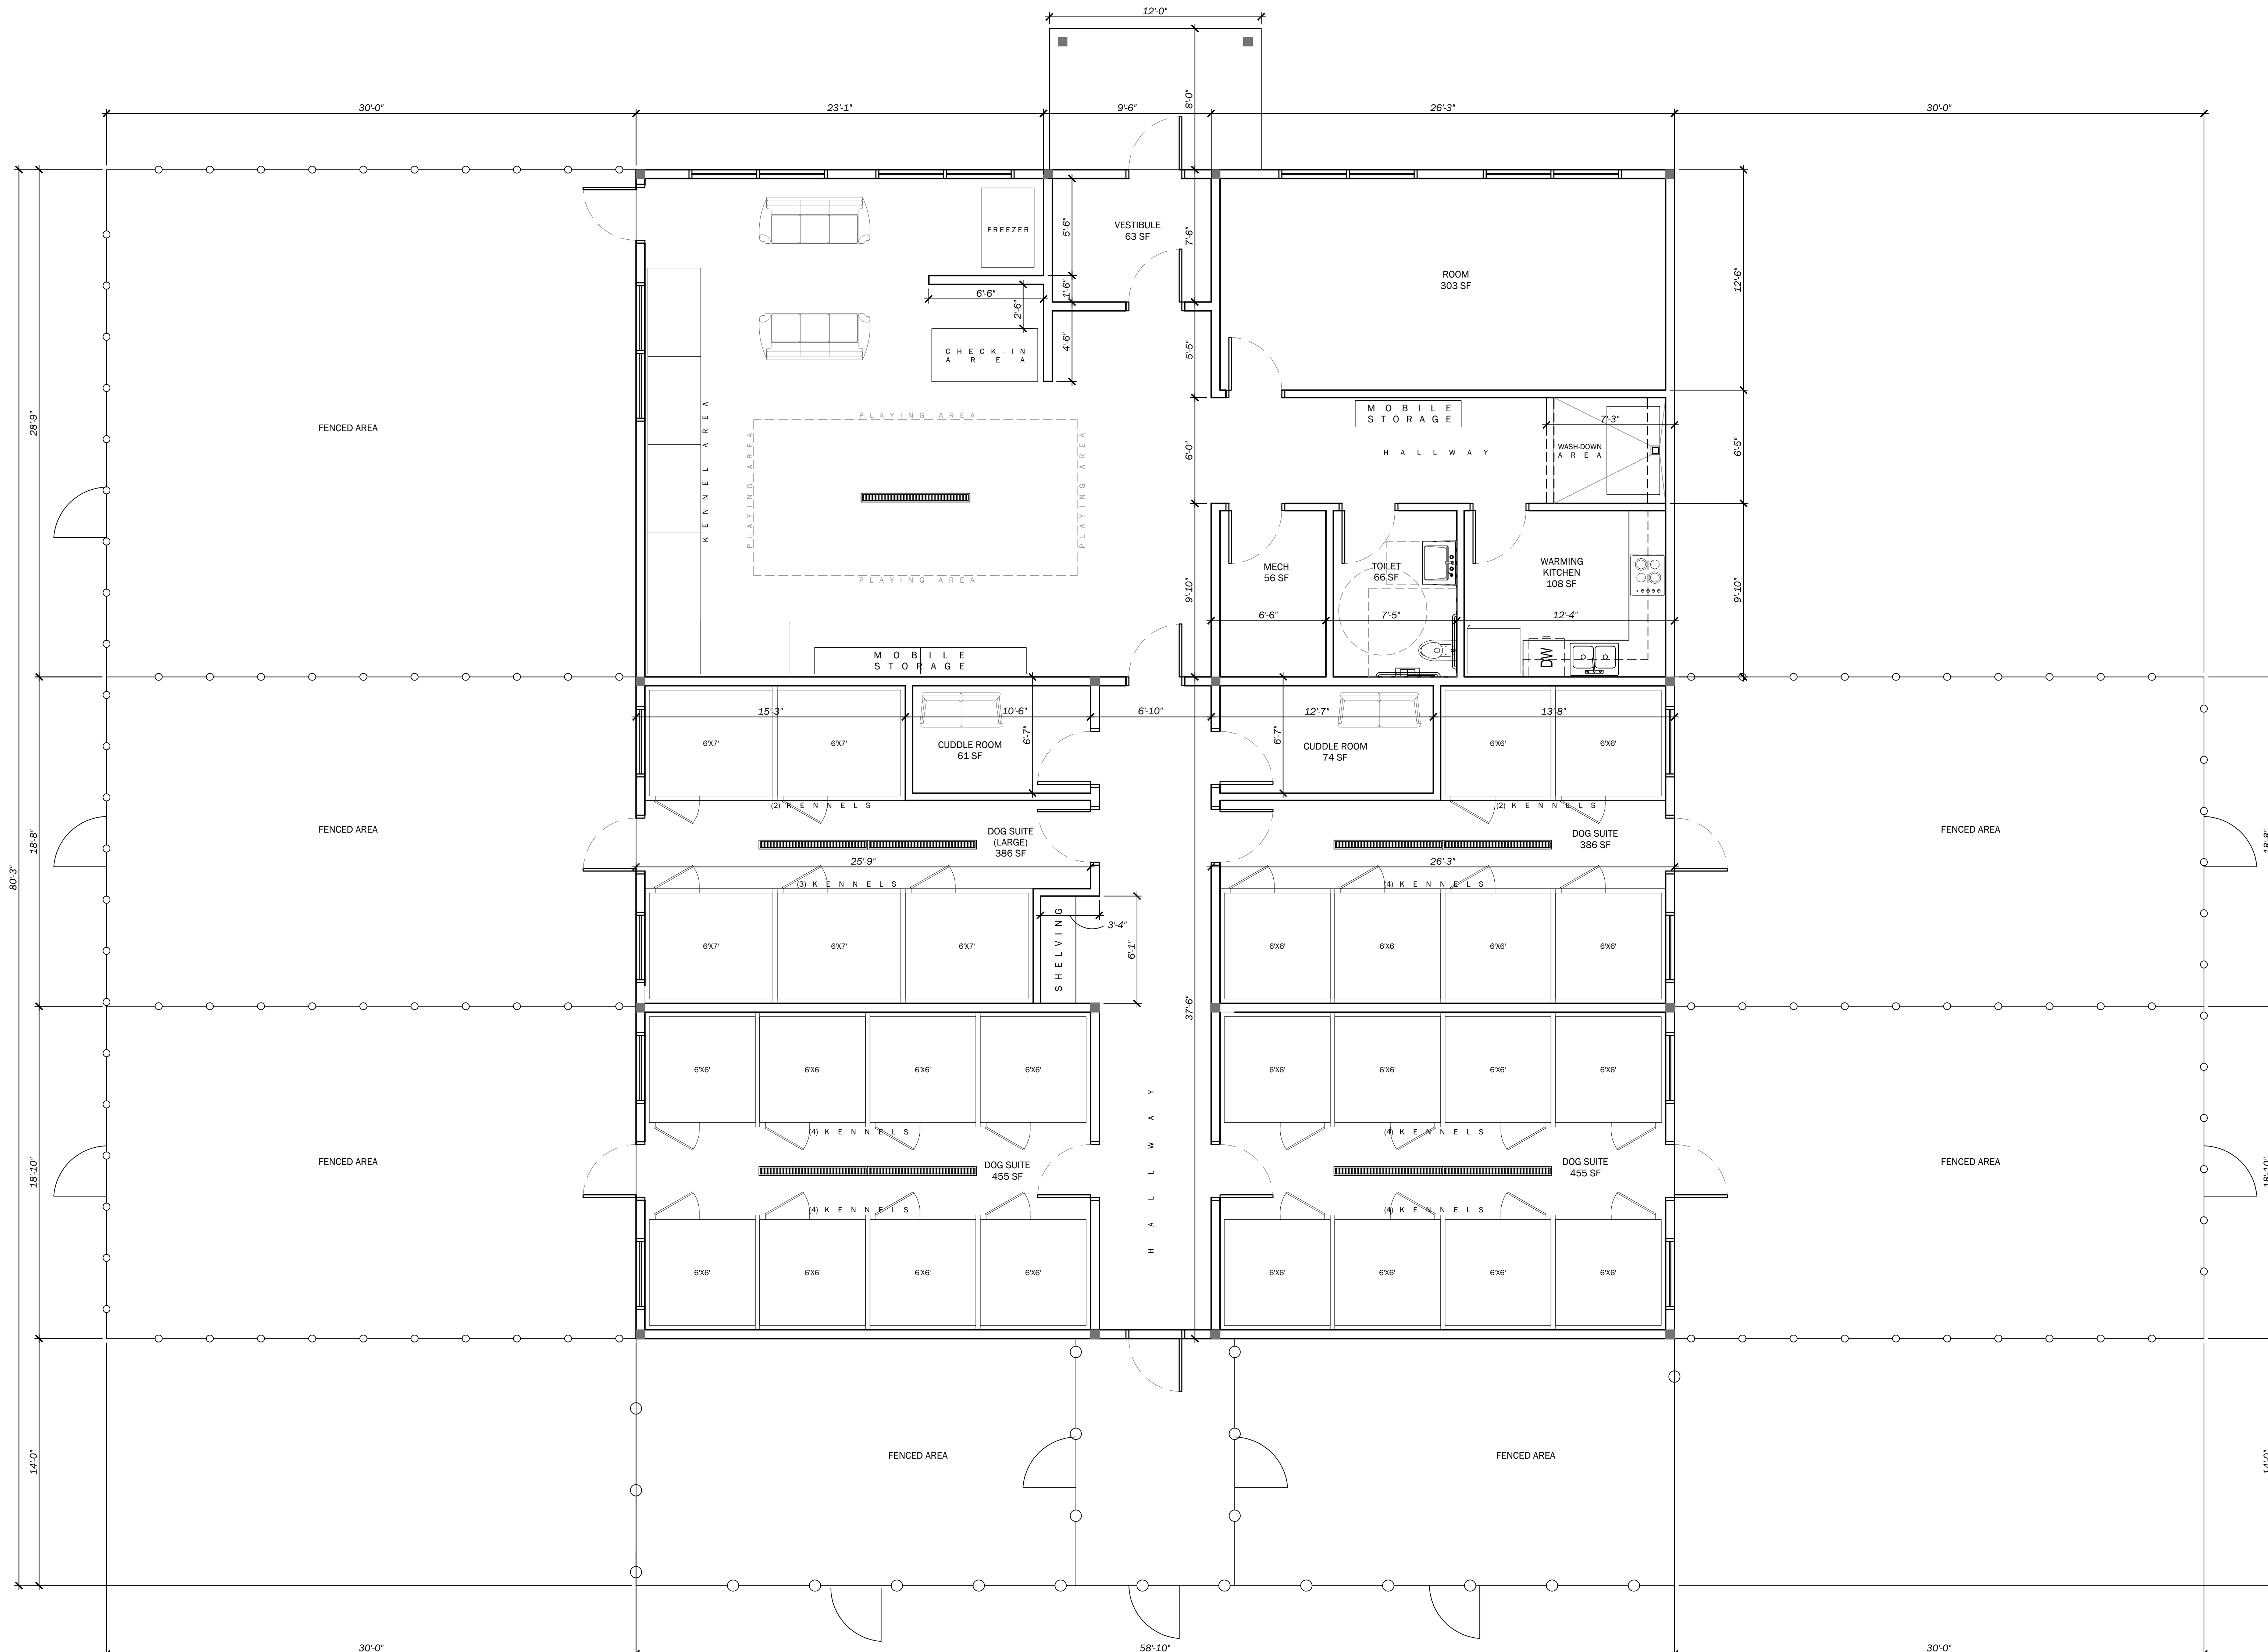 12'-0"
30'-0"
23'-1"
9'-6"
8'-0"
26'-3"
30'-0"
FREEZER
5'-6"
VESTIBULE
63 SF
7'-6"
ROOM
303 SF
12'-6"
6'-6"
1'-6"
2'-6"
CHECK-IN
AREA
4'-6"
5'-5"
KENNEL AREA
PLAYING AREA
PLAYING AREA
PLAYING AREA
PLAYING AREA
MOBILE
STORAGE
7'-3"
28'-9"
FENCED AREA
6'-0"
HALLWAY
WASH-DOWN
AREA
6'-5"
MECH
56 SF
TOILET
66 SF
WARMING
KITCHEN
108 SF
9'-10"
9'-10"
6'-6"
7'-5"
12'-4"
MOBILE
STORAGE
DW
15'-3"
10'-6"
6'-10"
12'-7"
13'-8"
6'X7'
6'X7'
CUDDLE ROOM
61 SF
6'-7"
6'-7"
CUDDLE ROOM
74 SF
6'X6'
6'X6'
(2) KENNELS
(2) KENNELS
80'-3"
18'-8"
FENCED AREA
DOG SUITE
(LARGE)
386 SF
DOG SUITE
386 SF
FENCED AREA
18'-8"
25'-9"
26'-3"
(3) KENNELS
(4) KENNELS
6'X7'
6'X7'
6'X7'
SHELVING
3'-4"
6'-1"
6'X6'
6'X6'
6'X6'
6'X6'
37'-6"
6'X6'
6'X6'
6'X6'
6'X6'
6'X6'
6'X6'
6'X6'
6'X6'
(4) KENNELS
(4) KENNELS
HALLWAY
18'-10"
FENCED AREA
DOG SUITE
455 SF
DOG SUITE
455 SF
FENCED AREA
18'-10"
(4) KENNELS
(4) KENNELS
6'X6'
6'X6'
6'X6'
6'X6'
6'X6'
6'X6'
6'X6'
6'X6'
14'-0"
FENCED AREA
FENCED AREA
14'-0"
30'-0"
58'-10"
30'-0"